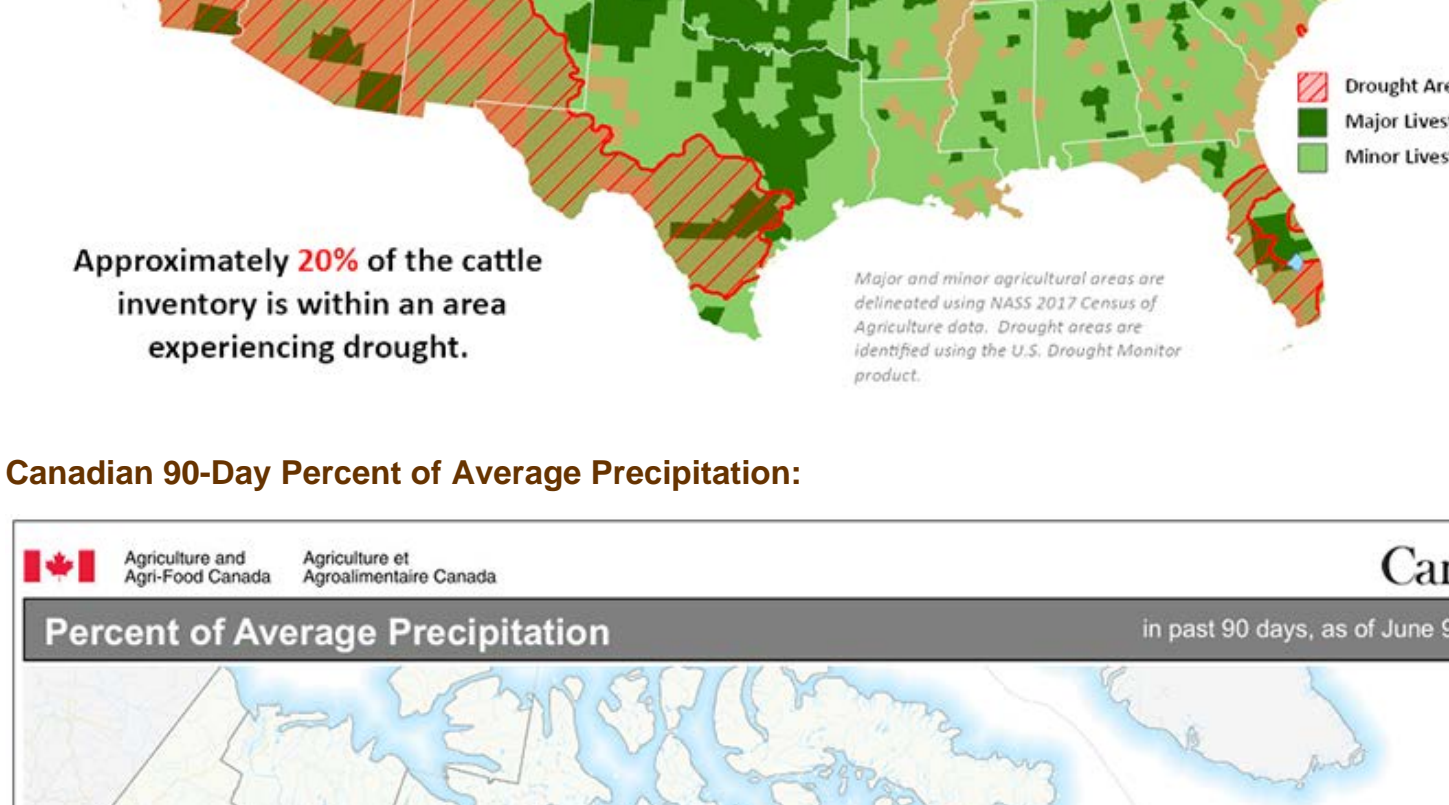 Drought Are
Major Lives
Minor Lives
Approximately 20% of the cattle
inventory is within an area
experiencing drought.
Major and minor agricultural areas are
delineated using NASS 2017 Census of
Agriculture data. Drought areas are
identified using the U.S. Drought Monitor
product.
Canadian 90-Day Percent of Average Precipitation:
Agriculture and
Agri-Food Canada
Agriculture et
Agroalimentaire Canada
Can
Percent of Average Precipitation
in past 90 days, as of June 9